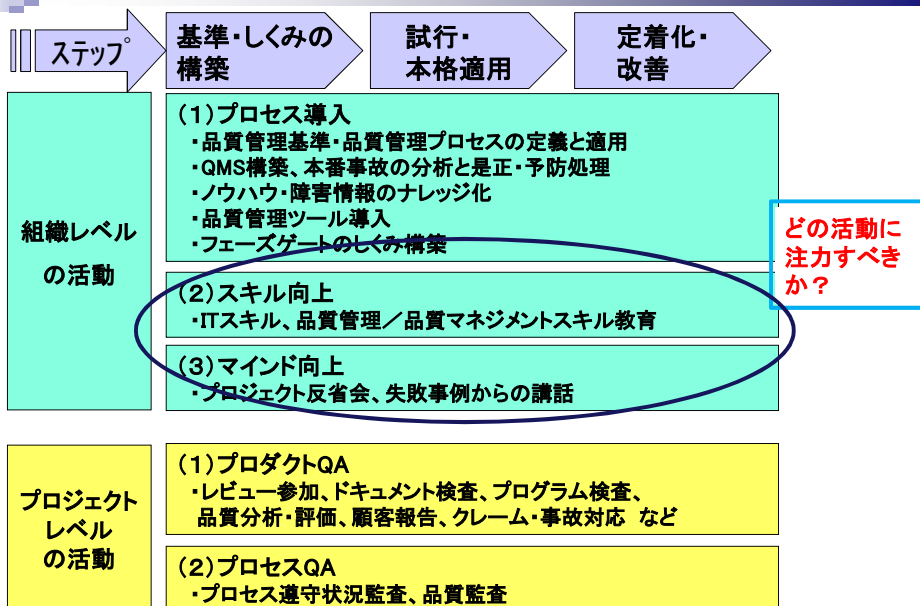 ステップ
基準・しくみの
構築
試行・
本格適用
定着化・
改善
組織レベル
の活動
(1)プロセス導入
・品質管理基準・品質管理プロセスの定義と適用
・QMS構築、本番事故の分析と是正・予防処理
・ノウハウ・障害情報のナレッジ化
・品質管理ツール導入
・フェーズゲートのしくみ構築
(2)スキル向上
・ITスキル、品質管理/品質マネジメントスキル教育
(3)マインド向上
・プロジェクト反省会、失敗事例からの講話
どの活動に
注力すべき
か?
プロジェクト
レベル
の活動
(1)プロダクトQA
・レビュー参加、ドキュメント検査、プログラム検査、
品質分析・評価、顧客報告、クレーム・事故対応 など
(2)プロセスQA
・プロセス遵守状況監査、品質監査